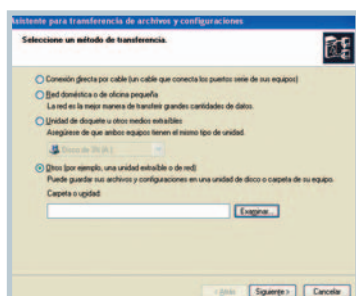 Asistente para transferencia de archivos y configuraciones
Seleccione un método de transferencia.
Conexión directa por cable (un cable que conecta los puertos serie de sus equipos)
Red doméstica o de oficina pequeña
La red es la mejor manera de transferir grandes cantidades de datos.
Unidad de disquete u otros medios extraíbles
Asegúrese de que ambos equipos tienen el mismo tipo de unidad.
Disco de 3½ (A:)
Otros (por ejemplo, una unidad extraíble o de red)
Puede guardar sus archivos y configuraciones en una unidad de disco o carpeta de su equipo.
Carpeta o unidad:
Examinar...
< Atrás Siguiente > Cancelar